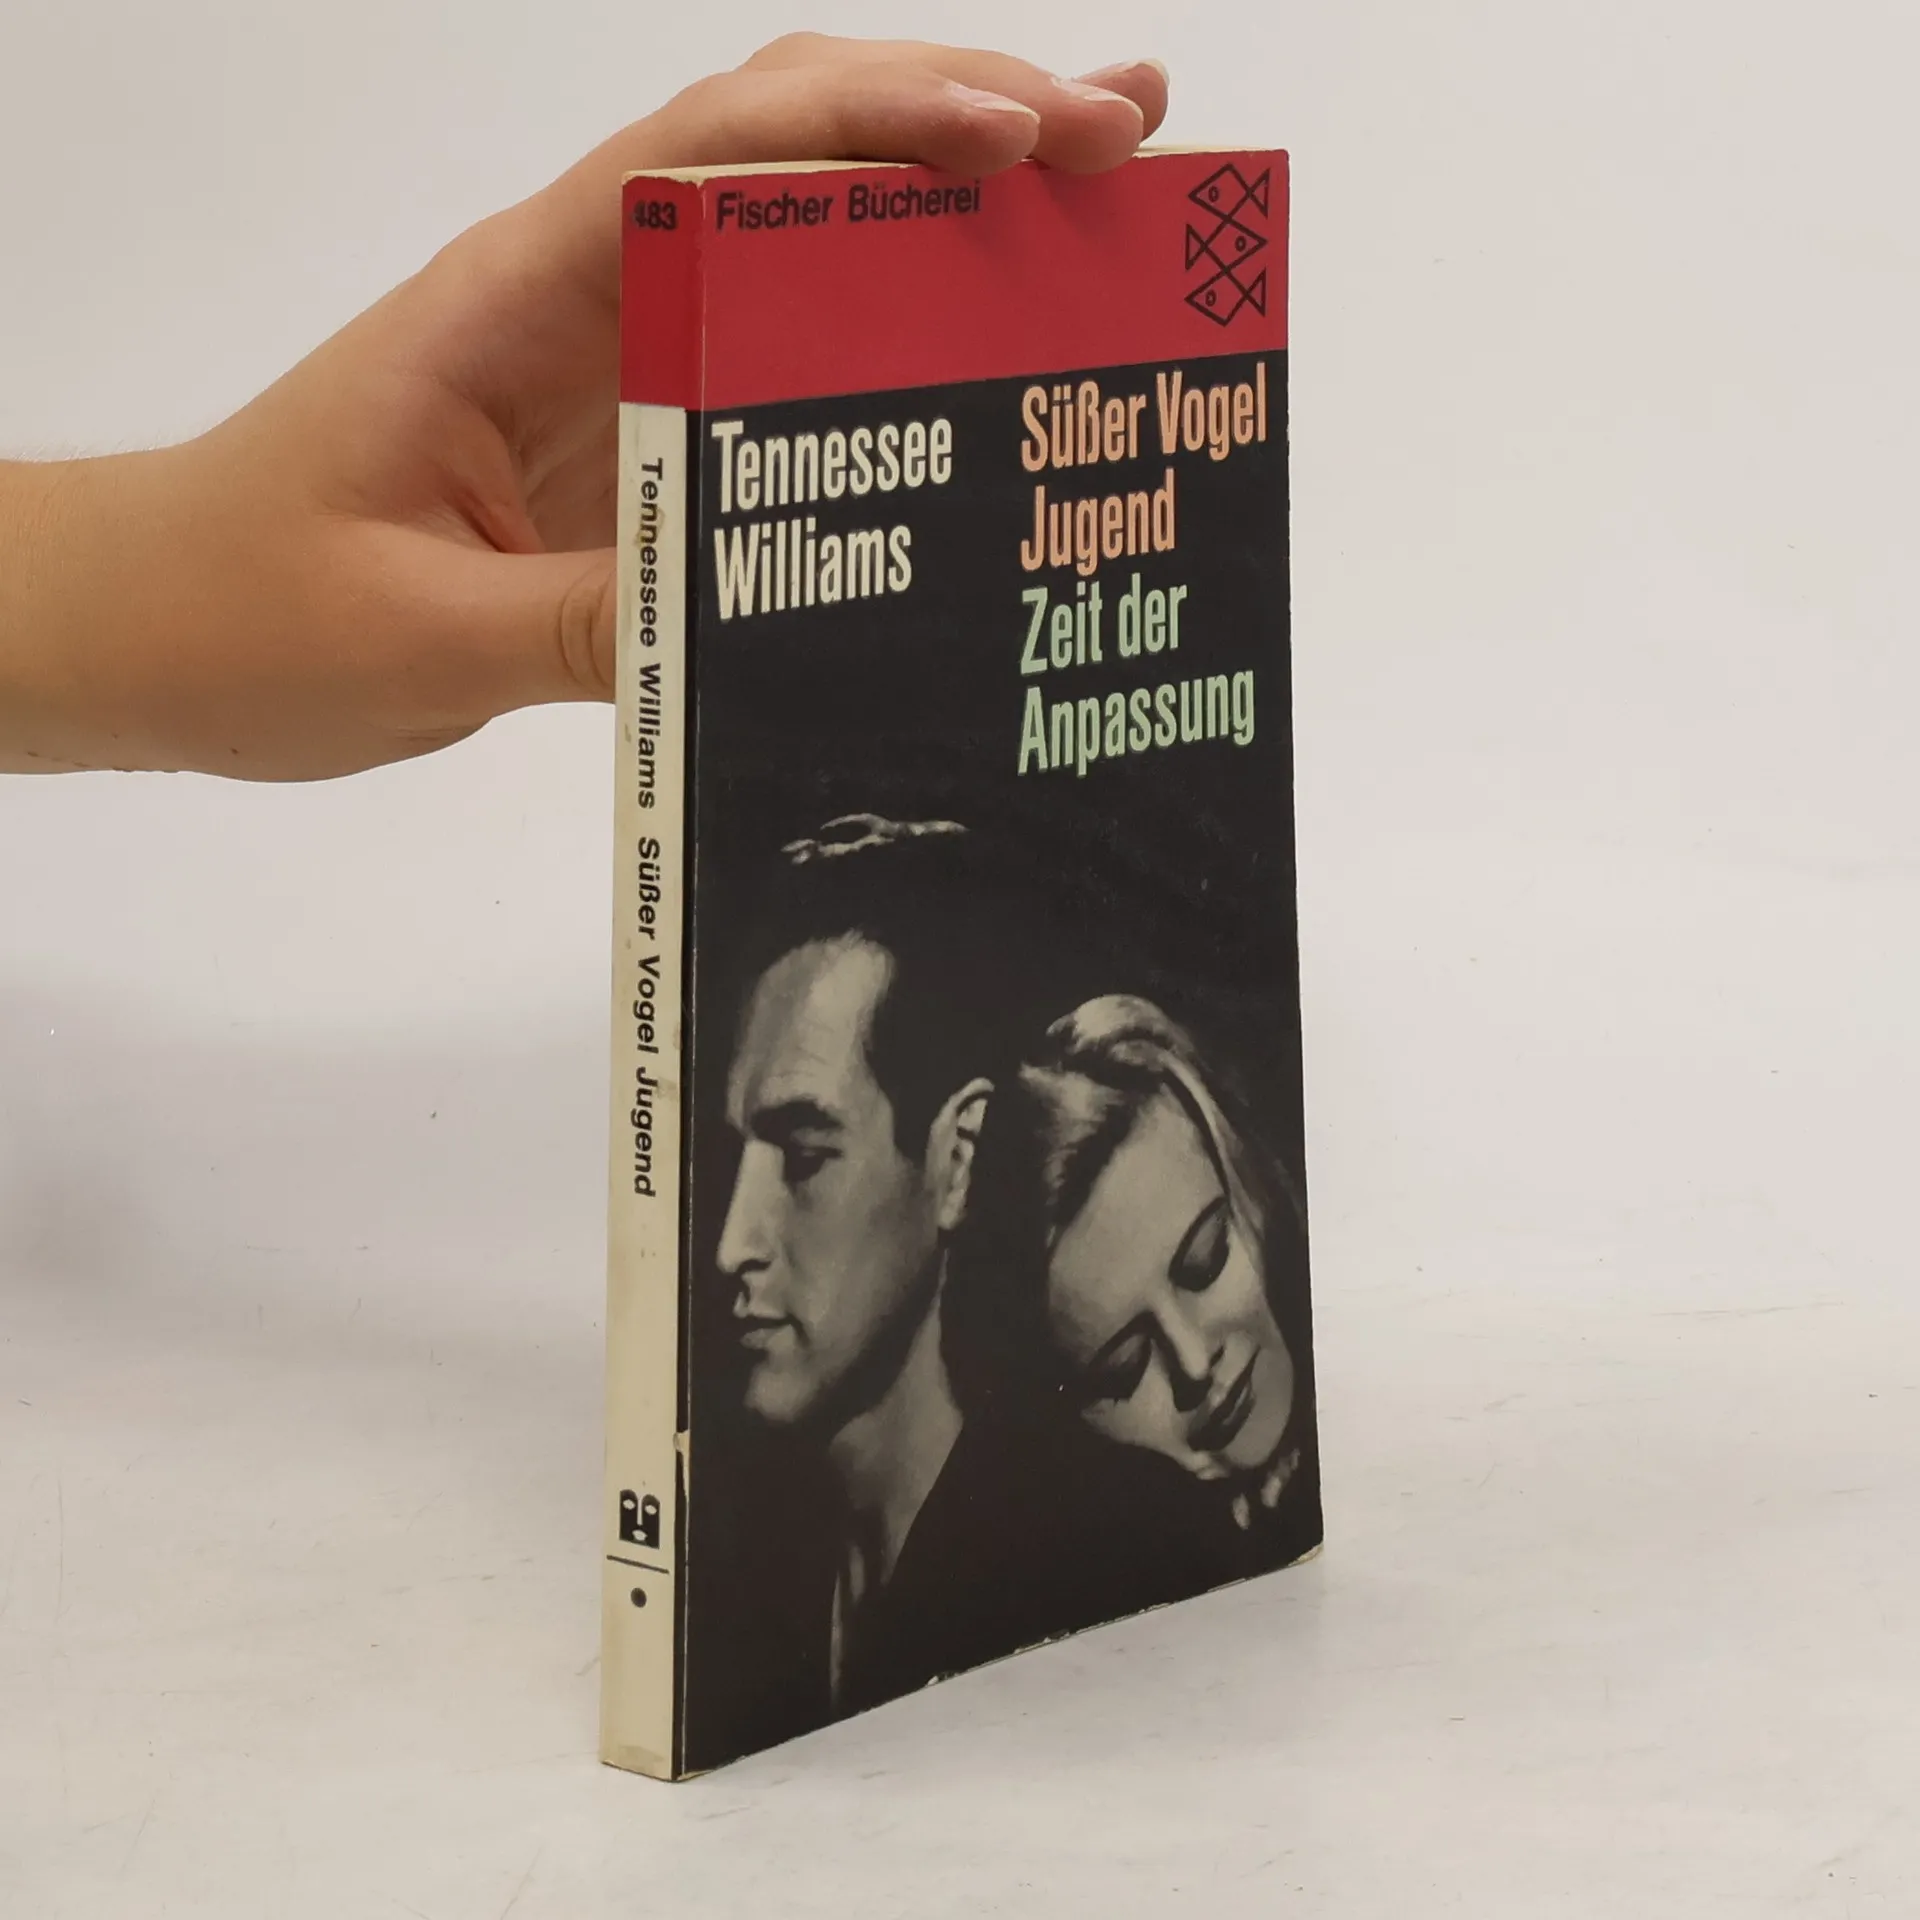 483
Fischer Bücherei
Tennessee
Williams
Süßer Vogel
Jugend
Zeit der
Anpassung
Tennessee Williams Süßer Vogel Jugend